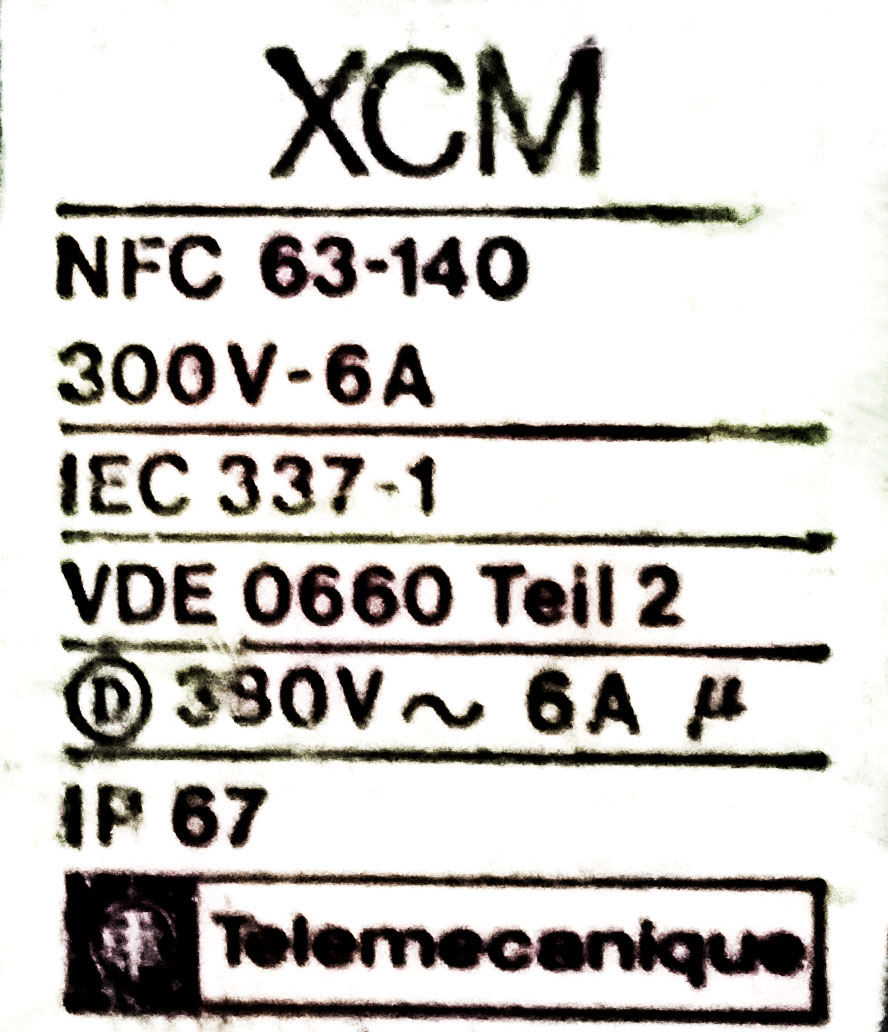 XCM
NFC 63-140
300V-6A
IEC 337-1
VDE 0660 Teil 2
Ⓓ 380V~ 6A µ
IP 67
Telemecanique